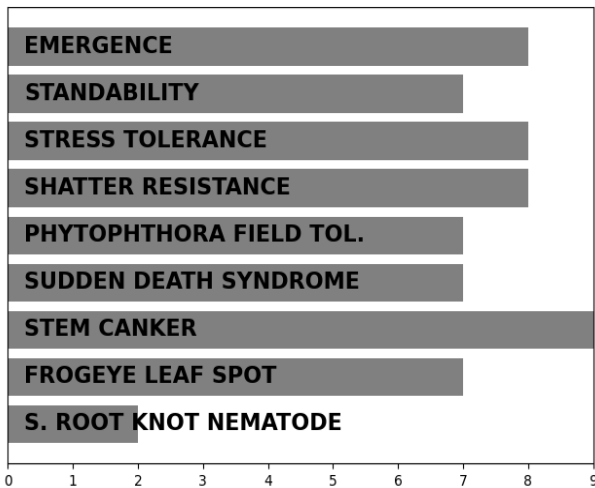 EMERGENCE
STANDABILITY
STRESS TOLERANCE
SHATTER RESISTANCE
PHYTOPHTHORA FIELD TOL.
SUDDEN DEATH SYNDROME
STEM CANKER
FROGEYE LEAF SPOT
S. ROOT KNOT NEMATODE
0 1 2 3 4 5 6 7 8 9